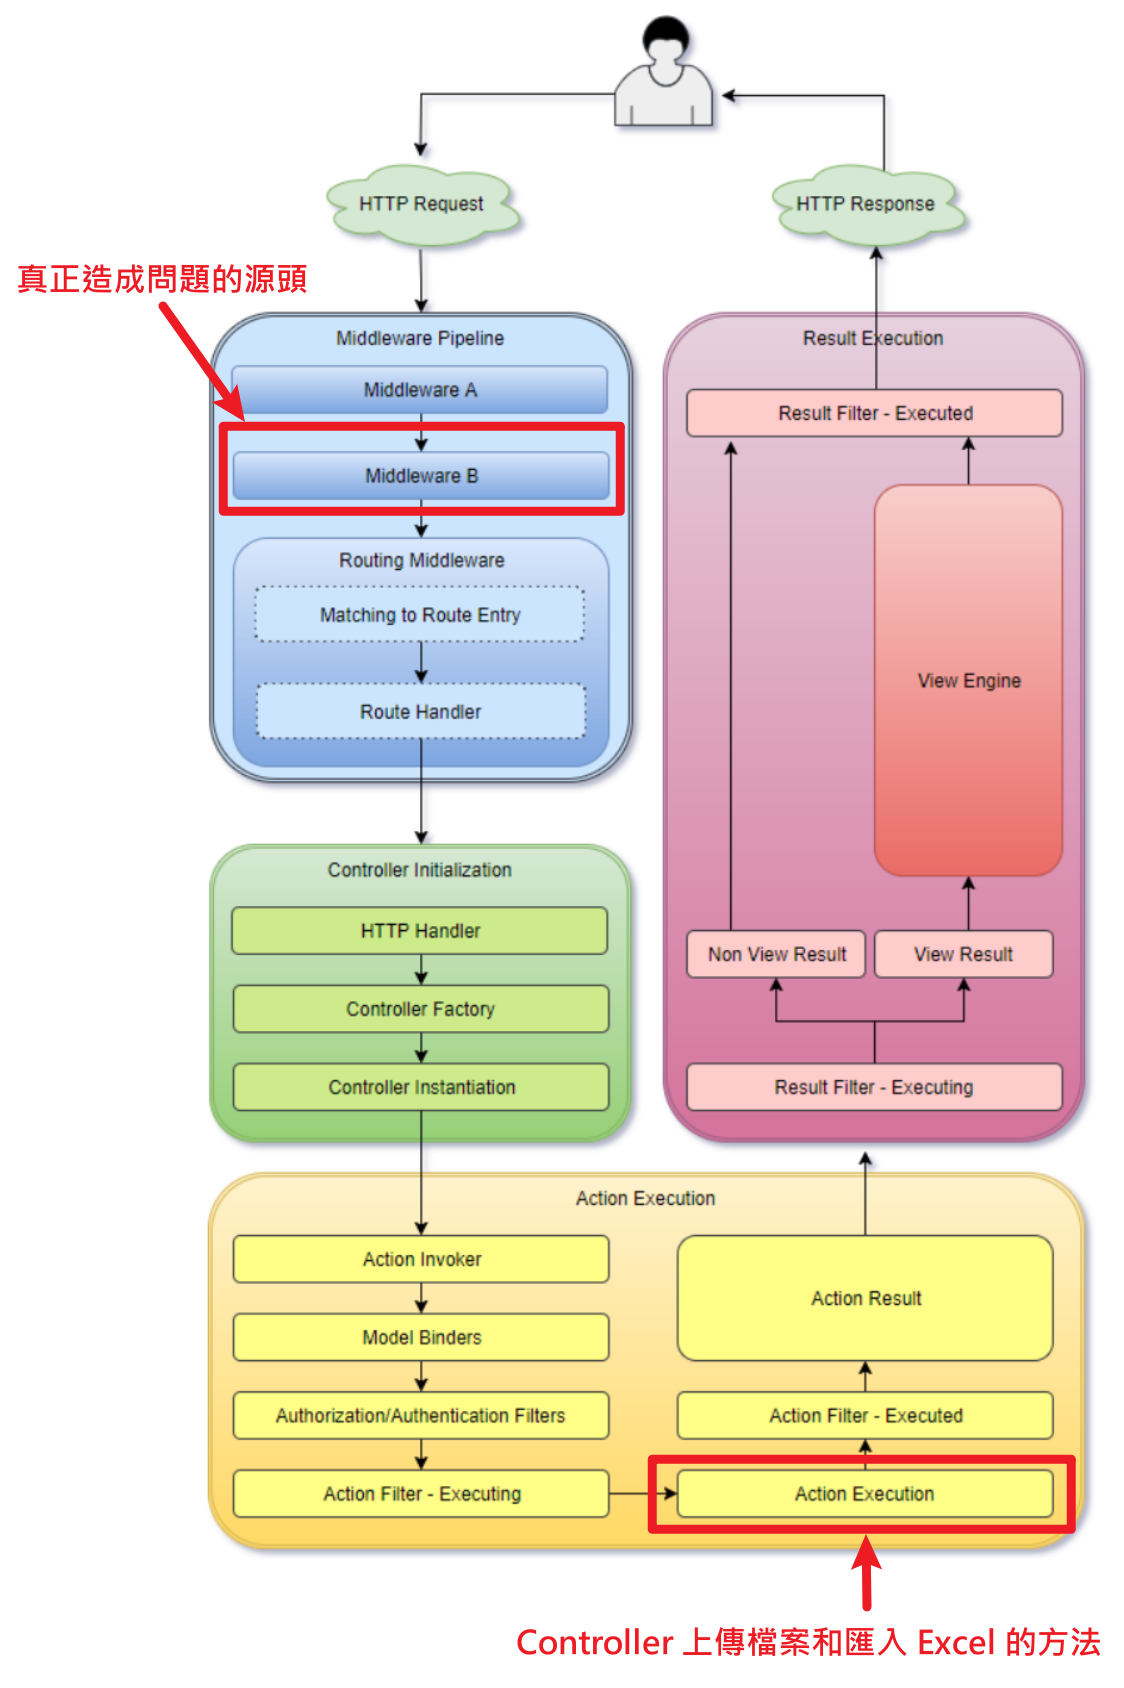 HTTP Request
HTTP Response
真正造成問題的源頭
Middleware Pipeline
Middleware A
Middleware B
Routing Middleware
Matching to Route Entry
Route Handler
Controller Initialization
HTTP Handler
Controller Factory
Controller Instantiation
Result Execution
Result Filter - Executed
View Engine
Non View Result
View Result
Result Filter - Executing
Action Execution
Action Invoker
Model Binders
Authorization/Authentication Filters
Action Filter - Executing
Action Result
Action Filter - Executed
Action Execution
Controller 上傳檔案和匯入 Excel 的方法